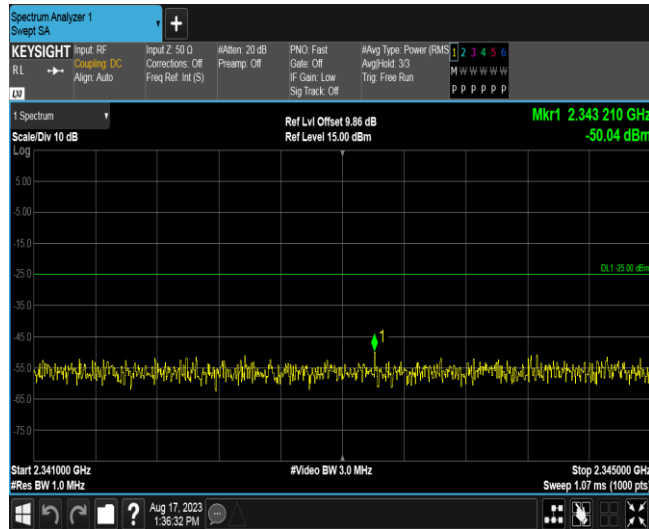 Spectrum Analyzer 1
Swept SA
+
KEYSIGHT Input: RF Input Z: 50 Ω #Atten: 20 dB PNO: Fast #Avg Type: Power (RMS 1 2 3 4 5 6
RL Coupling: DC Corrections: Off Preamp: Off Gate: Off Avg|Hold: 3/3 M W W W W W
Align: Auto Freq Ref: Int (S) IF Gain: Low Trig: Free Run
LXI Sig Track: Off P P P P P P
1 Spectrum Ref Lvl Offset 9.86 dB Mkr1 2.343 210 GHz
Scale/Div 10 dB Ref Level 15.00 dBm -50.04 dBm
Log
5.00
-5.00
-15.0
-25.0 DL1 -25.00 dBm
-35.0
-45.0 1
-55.0
-65.0
-75.0
Start 2.341000 GHz #Video BW 3.0 MHz Stop 2.345000 GHz
#Res BW 1.0 MHz Sweep 1.07 ms (1000 pts)
? Aug 17, 2023
1:36:32 PM